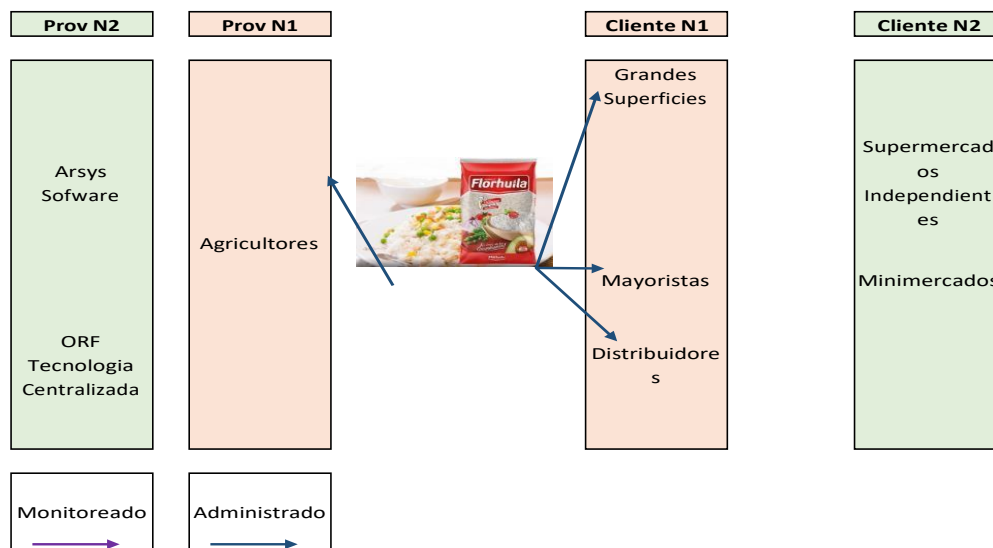 Prov N2
Prov N1
Cliente N1
Cliente N2
Arsys
Sofware
ORF
Tecnologia
Centralizada
Agricultores
Florhuila
Grandes
Superficies
Mayoristas
Distribuidore
s
Supermercad
os
Independient
es
Minimercados
Monitoreado
Administrado